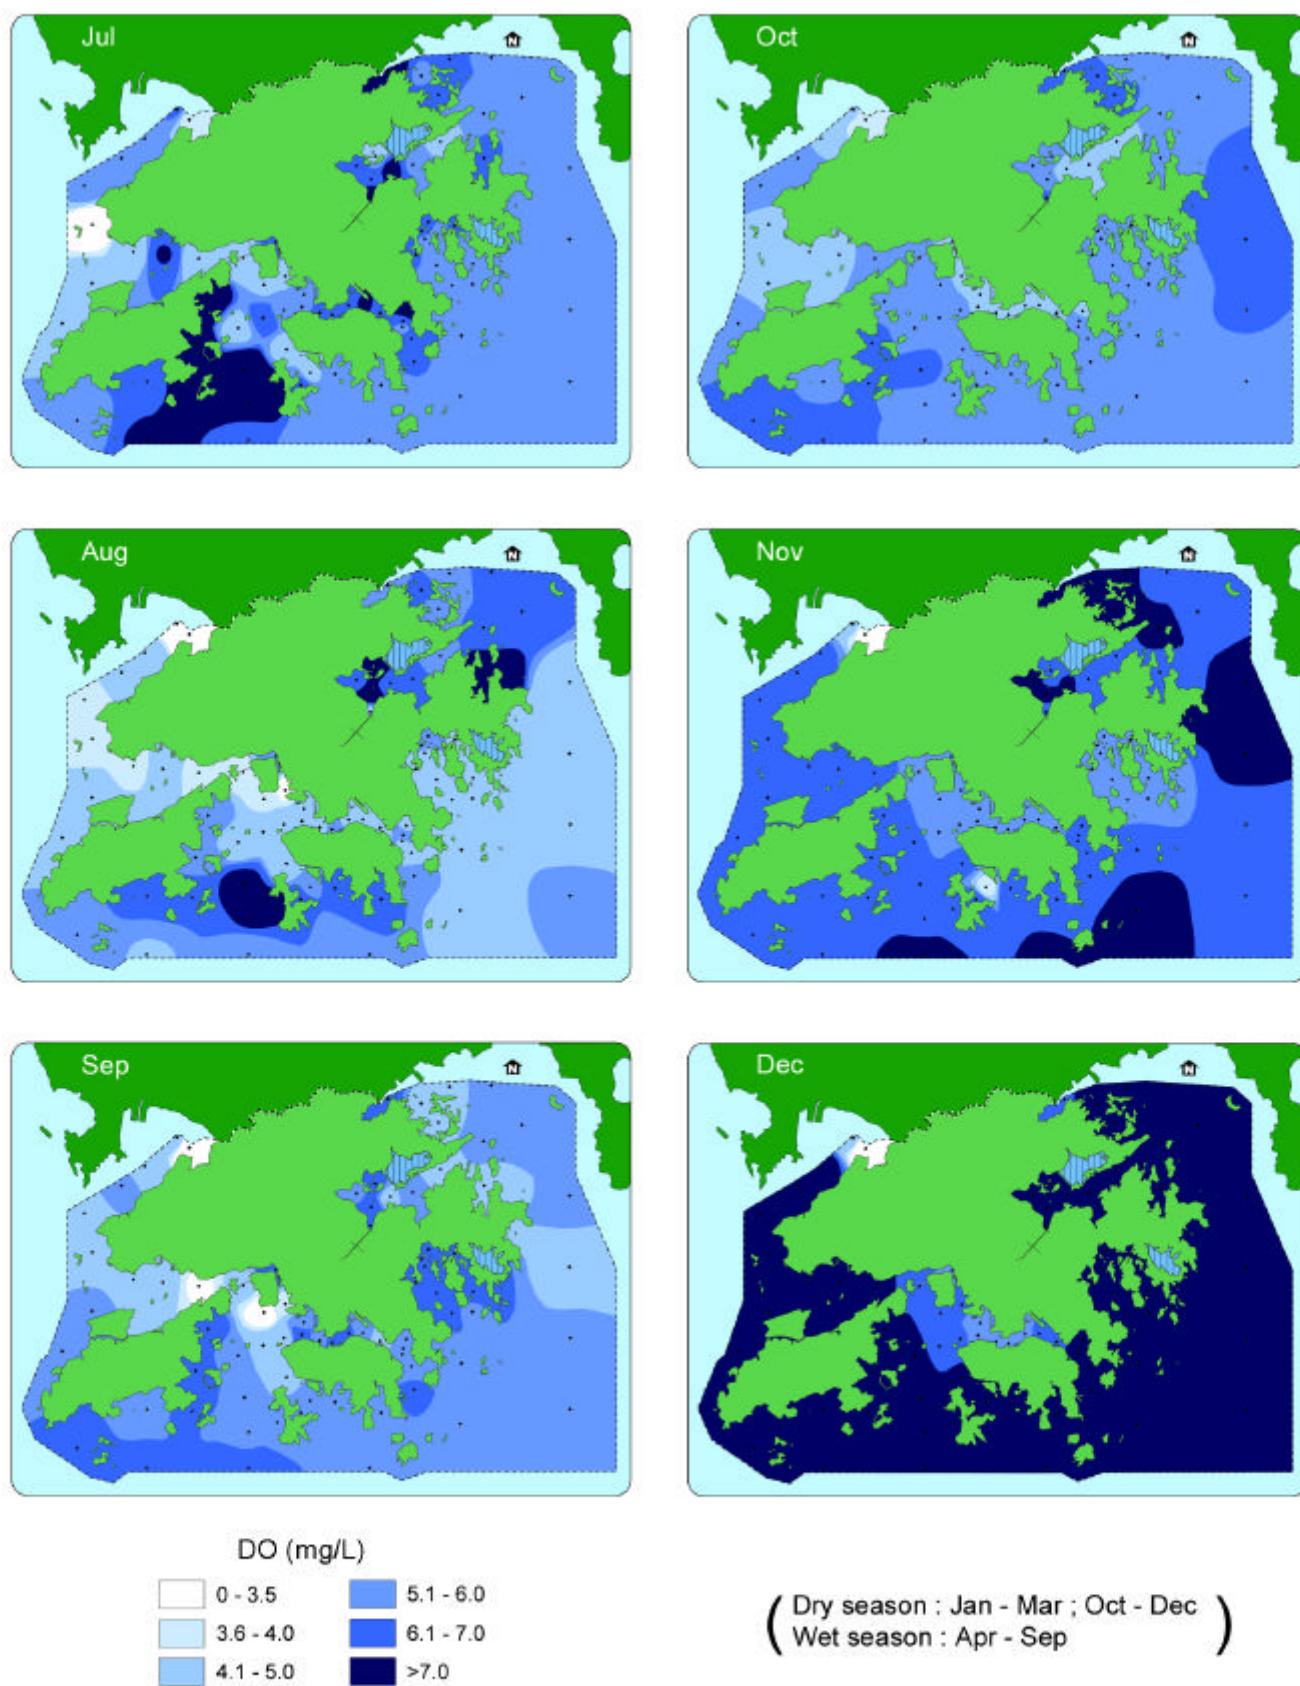 Jul
N
Oct
N
Aug
N
Nov
N
Sep
N
Dec
N
DO (mg/L)
0 - 3.5
5.1 - 6.0
3.6 - 4.0
6.1 - 7.0
4.1 - 5.0
>7.0
( Dry season : Jan - Mar ; Oct - Dec
Wet season : Apr - Sep )